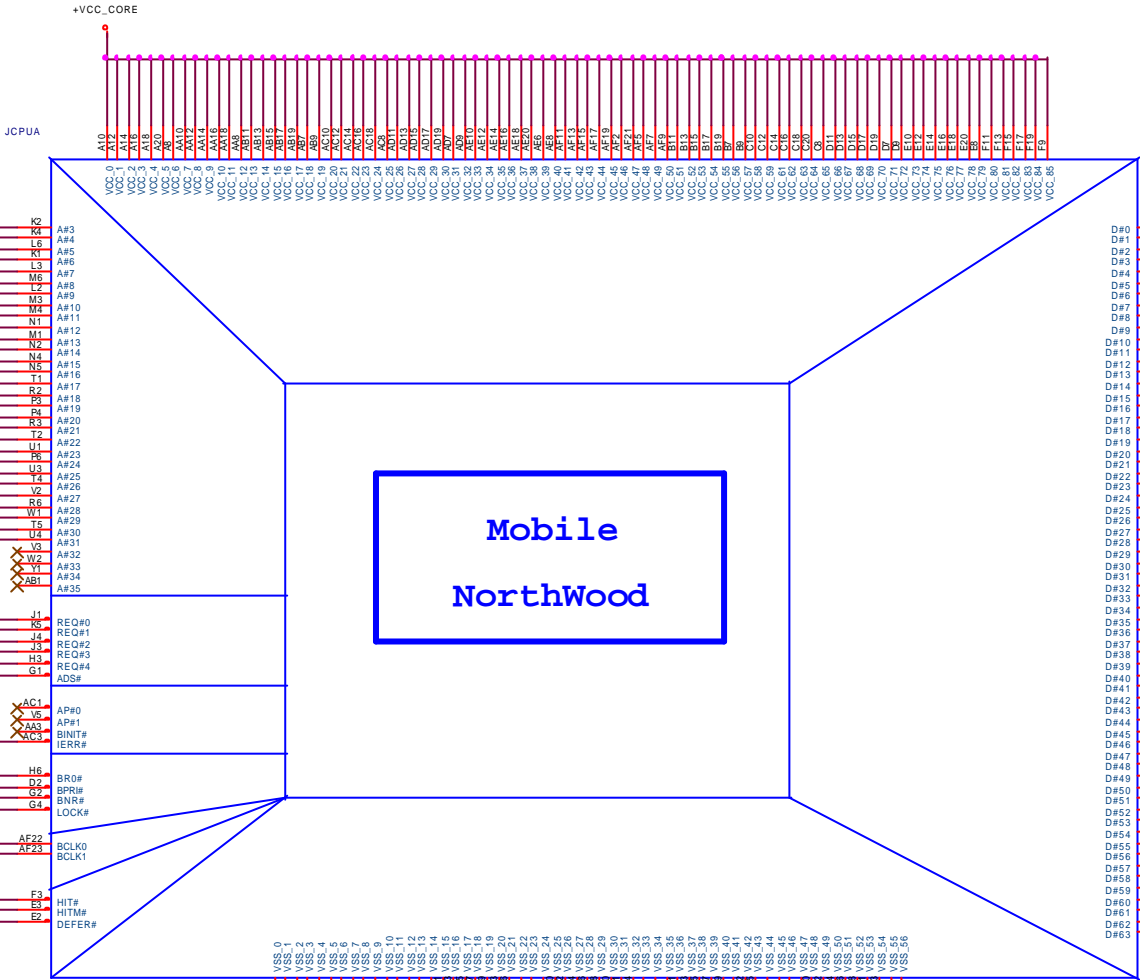 +VCC_CORE
JCPUA
A10 A12 A14 A16 A18 A20 A8 AA10 AA12 AA14 AA16 AA18 AA8 AB11 AB13 AB15 AB17 AB19 AB7 AB9 AC10 AC12 AC14 AC16 AC18 AC8 AD11 AD13 AD15 AD17 AD19 AD7 AD9 AE10 AE12 AE14 AE16 AE18 AE20 AE6 AE8 AF11 AF13 AF15 AF17 AF19 AF2 AF21 AF5 AF7 AF9 B11 B13 B15 B17 B19 B7 B9 C10 C12 C14 C16 C18 C20 C8 D11 D13 D15 D17 D19 D7 D9 E10 E12 E14 E16 E18 E20 E8 F11 F13 F15 F17 F19 F9
VCC_0 VCC_1 VCC_2 VCC_3 VCC_4 VCC_5 VCC_6 VCC_7 VCC_8 VCC_9 VCC_10 VCC_11 VCC_12 VCC_13 VCC_14 VCC_15 VCC_16 VCC_17 VCC_18 VCC_19 VCC_20 VCC_21 VCC_22 VCC_23 VCC_24 VCC_25 VCC_26 VCC_27 VCC_28 VCC_29 VCC_30 VCC_31 VCC_32 VCC_33 VCC_34 VCC_35 VCC_36 VCC_37 VCC_38 VCC_39 VCC_40 VCC_41 VCC_42 VCC_43 VCC_44 VCC_45 VCC_46 VCC_47 VCC_48 VCC_49 VCC_50 VCC_51 VCC_52 VCC_53 VCC_54 VCC_55 VCC_56 VCC_57 VCC_58 VCC_59 VCC_60 VCC_61 VCC_62 VCC_63 VCC_64 VCC_65 VCC_66 VCC_67 VCC_68 VCC_69 VCC_70 VCC_71 VCC_72 VCC_73 VCC_74 VCC_75 VCC_76 VCC_77 VCC_78 VCC_79 VCC_80 VCC_81 VCC_82 VCC_83 VCC_84 VCC_85
K2 A#3
K4 A#4
L6 A#5
K1 A#6
L3 A#7
M6 A#8
L2 A#9
M3 A#10
M4 A#11
N1 A#12
M1 A#13
N2 A#14
N4 A#15
N5 A#16
T1 A#17
R2 A#18
P3 A#19
P4 A#20
R3 A#21
T2 A#22
U1 A#23
P6 A#24
U3 A#25
T4 A#26
V2 A#27
R6 A#28
W1 A#29
T5 A#30
U4 A#31
V3 A#32
W2 A#33
Y1 A#34
AB1 A#35
J1 REQ#0
K5 REQ#1
J4 REQ#2
J3 REQ#3
H3 REQ#4
G1 ADS#
AC1 AP#0
V5 AP#1
AA3 BINIT#
AC3 IERR#
H6 BR0#
D2 BPRI#
G2 BNR#
G4 LOCK#
AF22 BCLK0
AF23 BCLK1
F3 HIT#
E3 HITM#
E2 DEFER#
Mobile
NorthWood
D#0
D#1
D#2
D#3
D#4
D#5
D#6
D#7
D#8
D#9
D#10
D#11
D#12
D#13
D#14
D#15
D#16
D#17
D#18
D#19
D#20
D#21
D#22
D#23
D#24
D#25
D#26
D#27
D#28
D#29
D#30
D#31
D#32
D#33
D#34
D#35
D#36
D#37
D#38
D#39
D#40
D#41
D#42
D#43
D#44
D#45
D#46
D#47
D#48
D#49
D#50
D#51
D#52
D#53
D#54
D#55
D#56
D#57
D#58
D#59
D#60
D#61
D#62
D#63
VSS_0 VSS_1 VSS_2 VSS_3 VSS_4 VSS_5 VSS_6 VSS_7 VSS_8 VSS_9 VSS_10 VSS_11 VSS_12 VSS_13 VSS_14 VSS_15 VSS_16 VSS_17 VSS_18 VSS_19 VSS_20 VSS_21 VSS_22 VSS_23 VSS_24 VSS_25 VSS_26 VSS_27 VSS_28 VSS_29 VSS_30 VSS_31 VSS_32 VSS_33 VSS_34 VSS_35 VSS_36 VSS_37 VSS_38 VSS_39 VSS_40 VSS_41 VSS_42 VSS_43 VSS_44 VSS_45 VSS_46 VSS_47 VSS_48 VSS_49 VSS_50 VSS_51 VSS_52 VSS_53 VSS_54 VSS_55 VSS_56